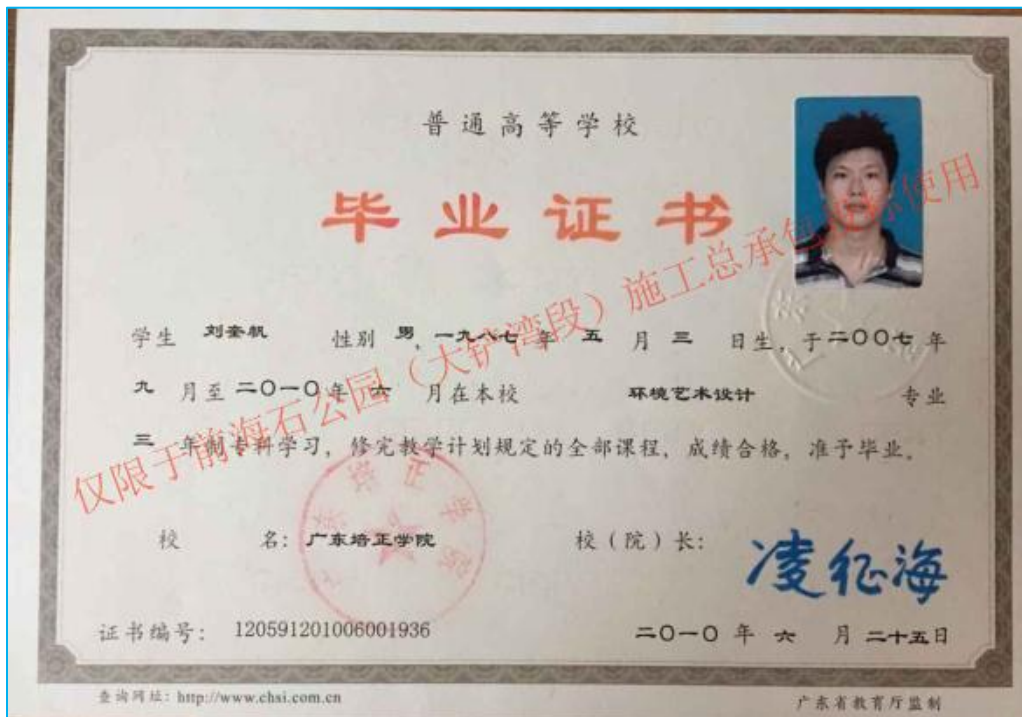 普通高等学校
毕业证书
学生 刘奎帆 性别 男，一九八七 年 五 月 三 日生，于二〇〇七 年
九 月至 二〇一〇 年 六 月在本校 环境艺术设计 专业
三 年制专科学习，修完教学计划规定的全部课程，成绩合格，准予毕业。
校 名：广东培正学院 校（院）长：
凌征海
证书编号： 120591201006001936 二〇一〇 年 六 月 二十五日
查询网址：http://www.chsi.com.cn 广东省教育厅监制
仅限于前海石公园（大铲湾段）施工总承包 使用